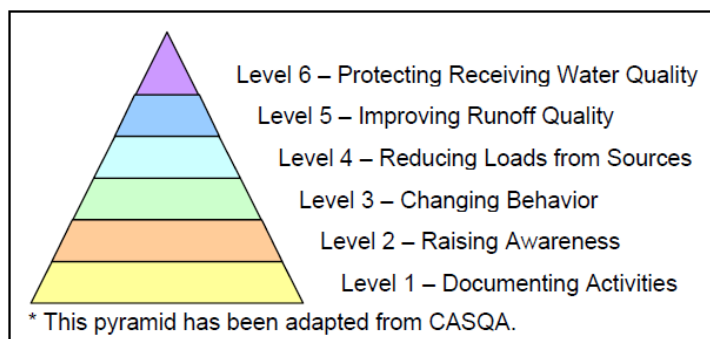 Level 6 – Protecting Receiving Water Quality
Level 5 – Improving Runoff Quality
Level 4 – Reducing Loads from Sources
Level 3 – Changing Behavior
Level 2 – Raising Awareness
Level 1 – Documenting Activities
* This pyramid has been adapted from CASQA.